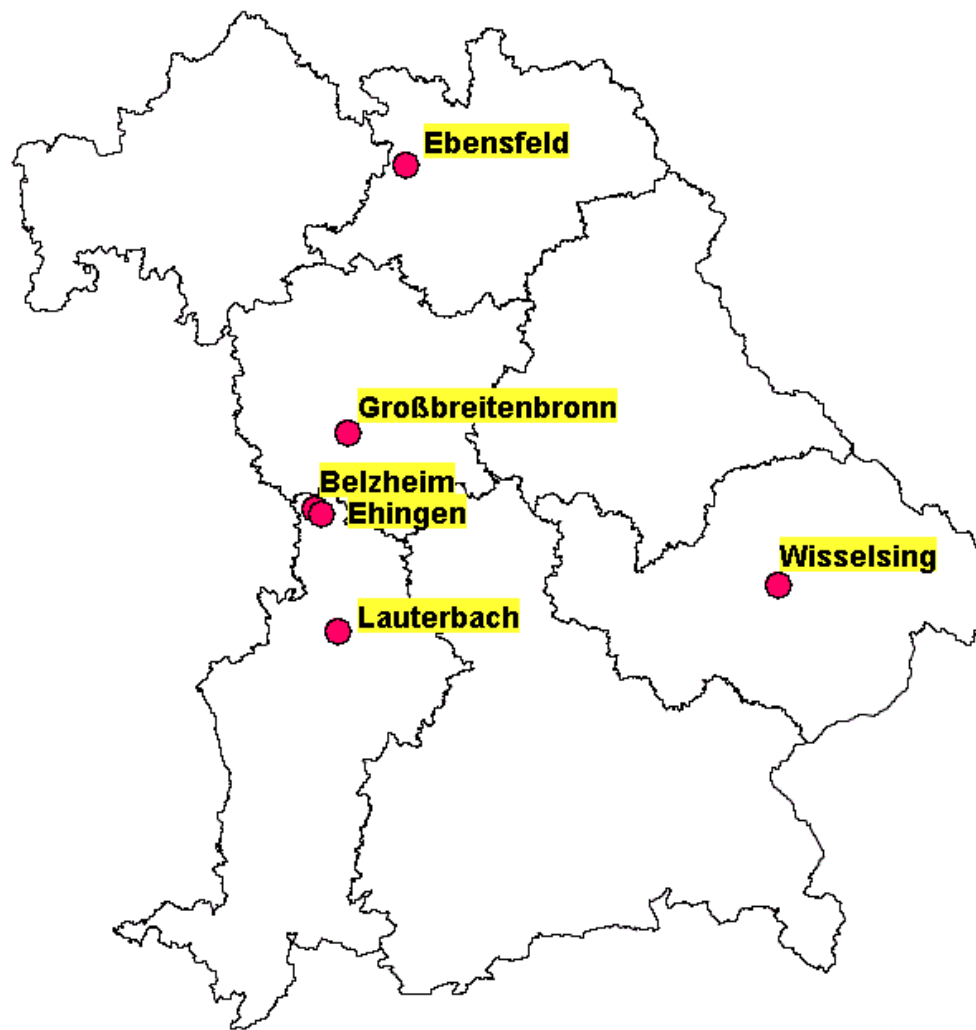 Ebensfeld
Großbreitenbronn
Belzheim
Ehingen
Wisselsing
Lauterbach